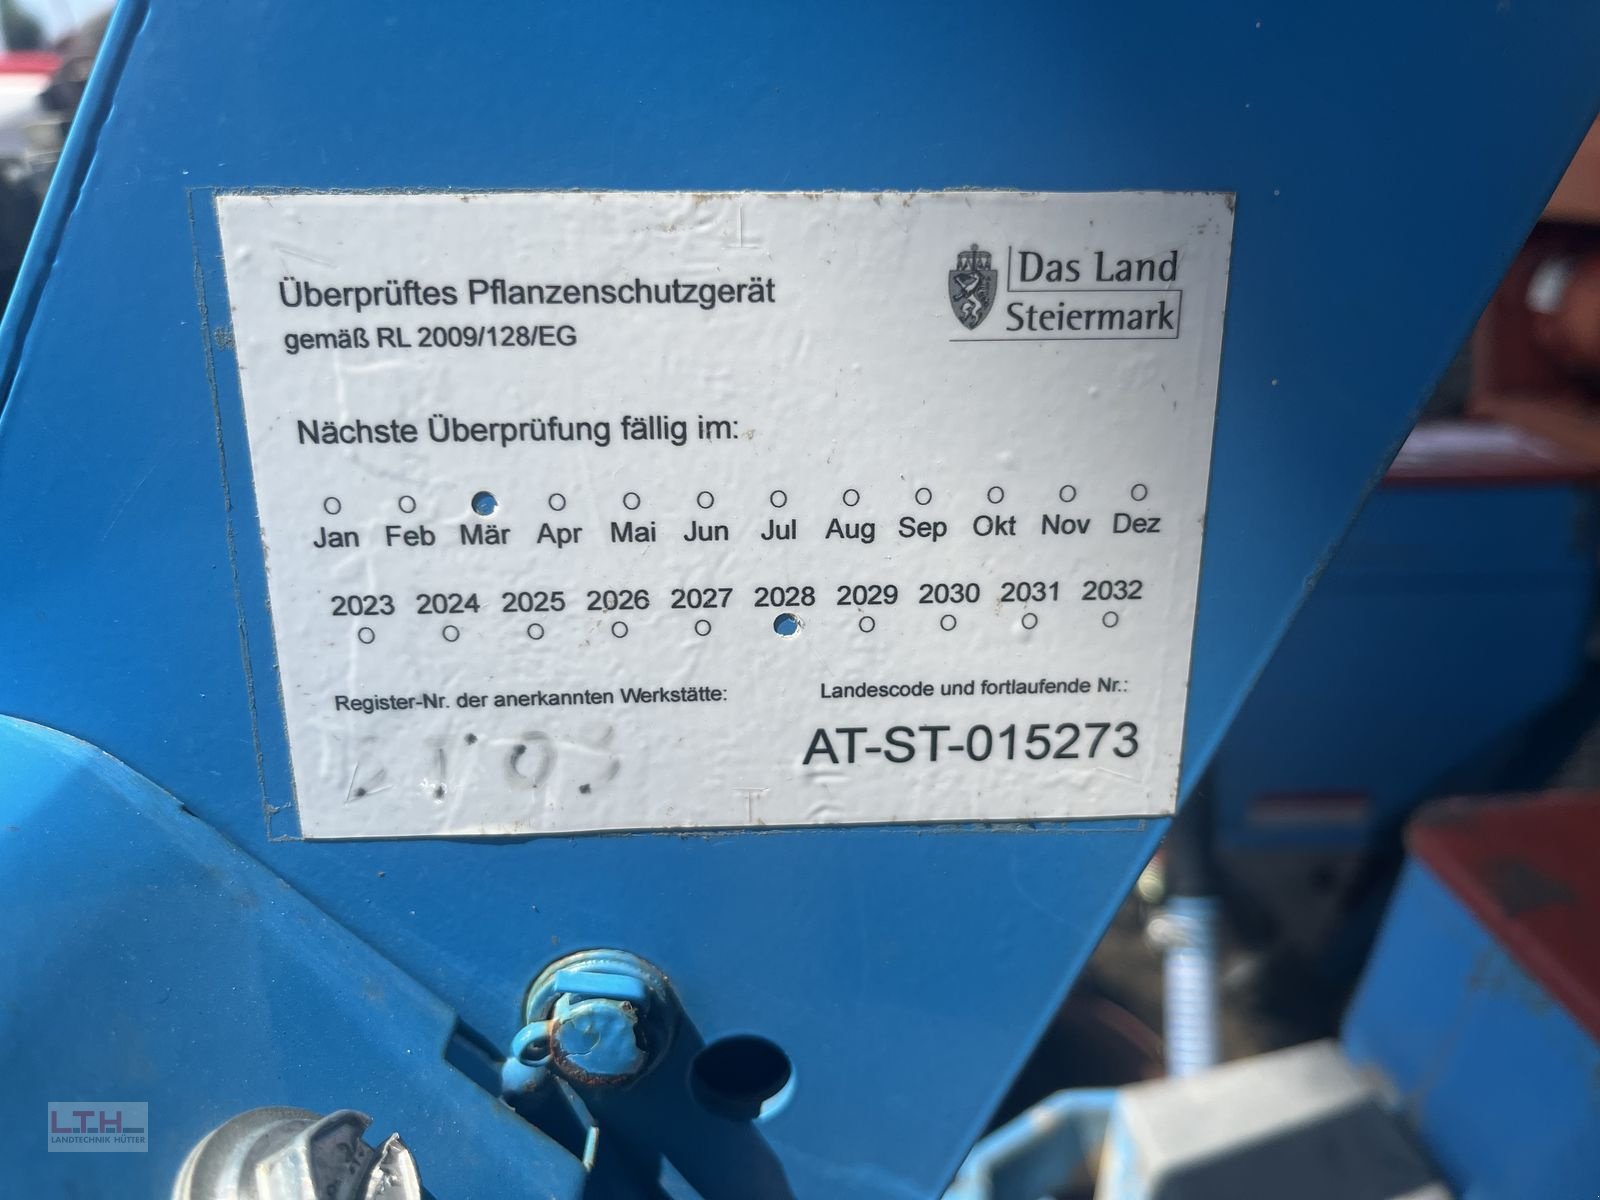 Überprüftes Pflanzenschutzgerät
gemäß RL 2009/128/EG
Das Land
Steiermark
Nächste Überprüfung fällig im:
Jan Feb Mär Apr Mai Jun Jul Aug Sep Okt Nov Dez
2023 2024 2025 2026 2027 2028 2029 2030 2031 2032
Register-Nr. der anerkannten Werkstätte:
Landescode und fortlaufende Nr.:
AT-ST-015273
L.T.H.
LANDTECHNIK HÜTTER